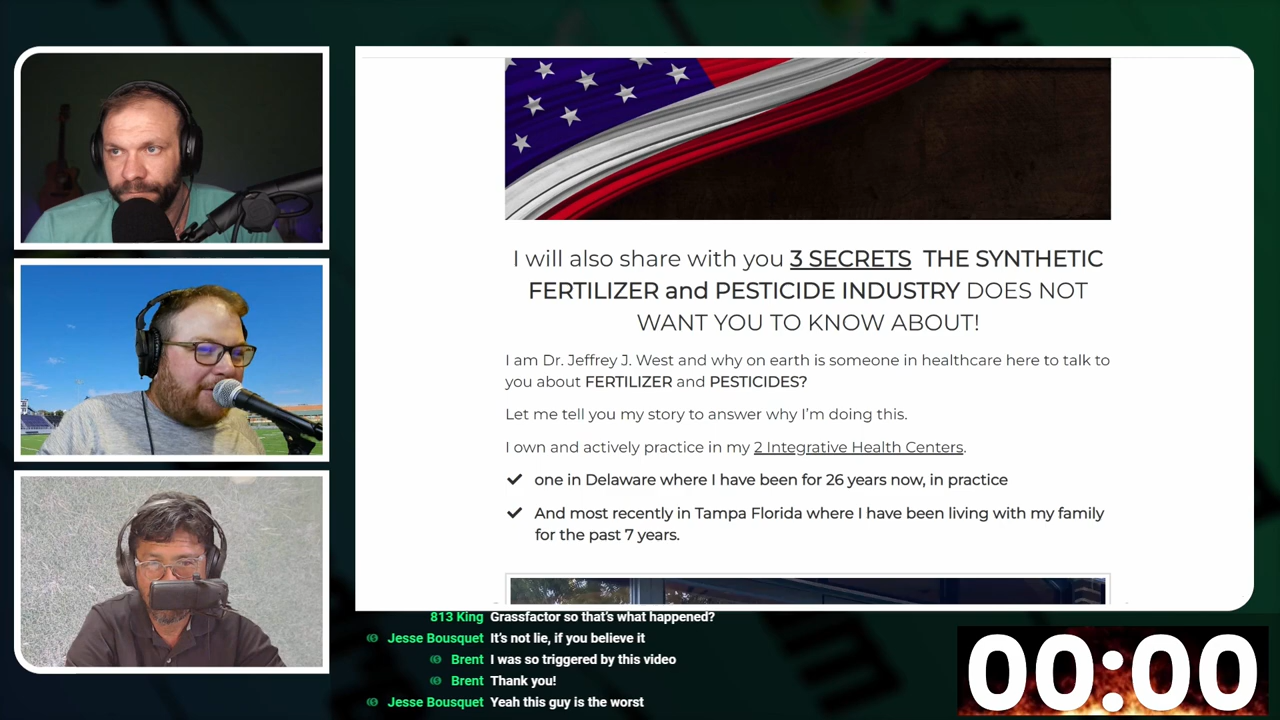 I will also share with you 3 SECRETS THE SYNTHETIC
FERTILIZER and PESTICIDE INDUSTRY DOES NOT
WANT YOU TO KNOW ABOUT!
I am Dr. Jeffrey J. West and why on earth is someone in healthcare here to talk to
you about FERTILIZER and PESTICIDES?
Let me tell you my story to answer why I'm doing this.
I own and actively practice in my 2 Integrative Health Centers.
one in Delaware where I have been for 26 years now, in practice
And most recently in Tampa Florida where I have been living with my family
for the past 7 years.
813 King Grassfactor so that's what happened?
Jesse Bousquet It's not lie, if you believe it
Brent I was so triggered by this video
Brent Thank you!
Jesse Bousquet Yeah this guy is the worst
00:00